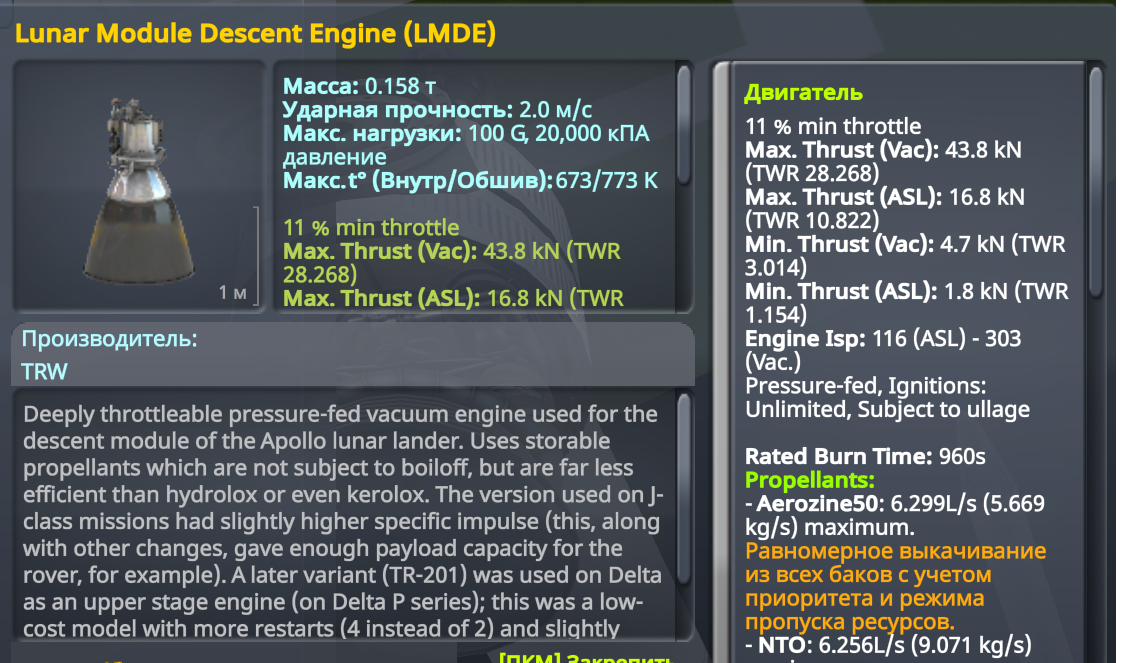 Lunar Module Descent Engine (LMDE)
1 м
Масса: 0.158 т
Ударная прочность: 2.0 м/с
Макс. нагрузки: 100 G, 20,000 кПА
давление
Макс.t° (Внутр/Обшив):673/773 K
11 % min throttle
Max. Thrust (Vac): 43.8 kN (TWR
28.268)
Max. Thrust (ASL): 16.8 kN (TWR
Производитель:
TRW
Deeply throttleable pressure-fed vacuum engine used for the
descent module of the Apollo lunar lander. Uses storable
propellants which are not subject to boiloff, but are far less
efficient than hydrolox or even kerolox. The version used on J-
class missions had slightly higher specific impulse (this, along
with other changes, gave enough payload capacity for the
rover, for example). A later variant (TR-201) was used on Delta
as an upper stage engine (on Delta P series); this was a low-
cost model with more restarts (4 instead of 2) and slightly
[ПКМ] Закрепить
Двигатель
11 % min throttle
Max. Thrust (Vac): 43.8 kN
(TWR 28.268)
Max. Thrust (ASL): 16.8 kN
(TWR 10.822)
Min. Thrust (Vac): 4.7 kN (TWR
3.014)
Min. Thrust (ASL): 1.8 kN (TWR
1.154)
Engine Isp: 116 (ASL) - 303
(Vac.)
Pressure-fed, Ignitions:
Unlimited, Subject to ullage
Rated Burn Time: 960s
Propellants:
- Aerozine50: 6.299L/s (5.669
kg/s) maximum.
Равномерное выкачивание
из всех баков с учетом
приоритета и режима
пропуска ресурсов.
- NTO: 6.256L/s (9.071 kg/s)